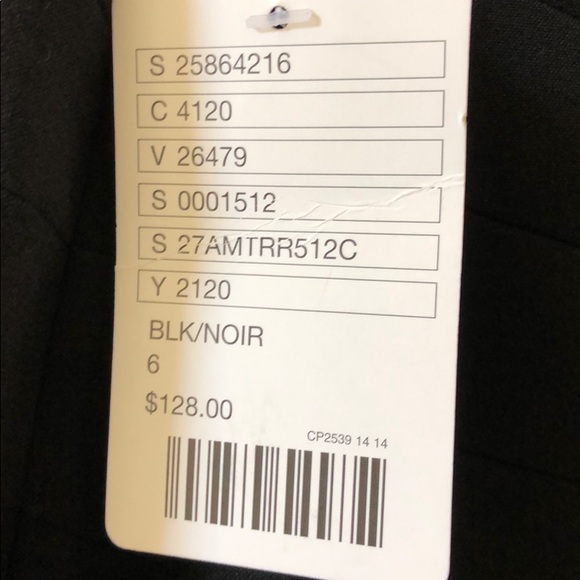 S 25864216
C 4120
V 26479
S 0001512
S 27AMTRR512C
Y 2120
BLK/NOIR
6
$128.00
CP2539 14 14